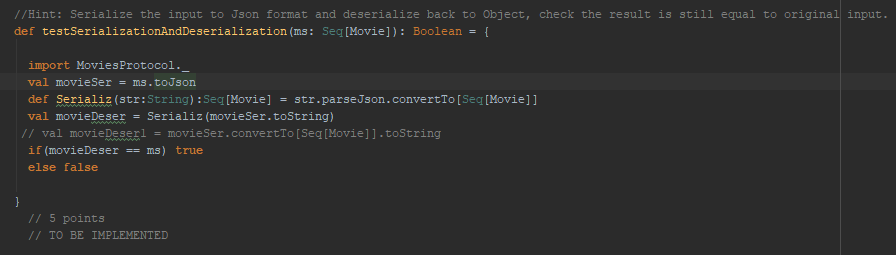 //Hint: Serialize the input to Json format and deserialize back to Object, check the result is still equal to original input.
def testSerializationAndDeserialization(ms: Seq[Movie]): Boolean = {
import MoviesProtocol._
val movieSer = ms.toJson
def Serializ(str:String):Seq[Movie] = str.parseJson.convertTo[Seq[Movie]]
val movieDeser = Serializ(movieSer.toString)
// val movieDeser1 = movieSer.convertTo[Seq[Movie]].toString
if(movieDeser == ms) true
else false
}
// 5 points
// TO BE IMPLEMENTED